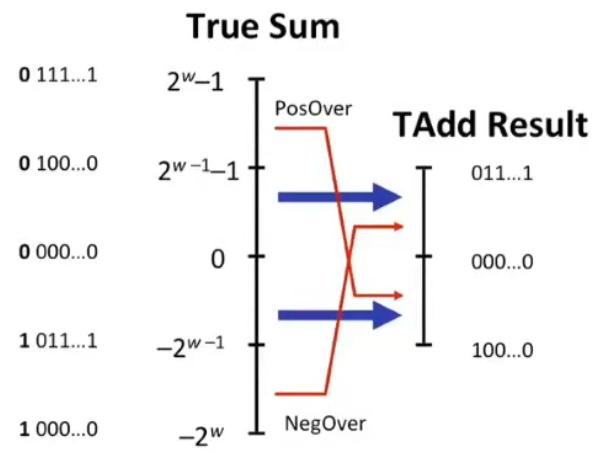 True Sum
0 111...1
2ʷ–1
PosOver
TAdd Result
0 100...0
2ʷ⁻¹–1
011...1
0 000...0
0
000...0
1 011...1
–2ʷ⁻¹
100...0
1 000...0
–2ʷ
NegOver